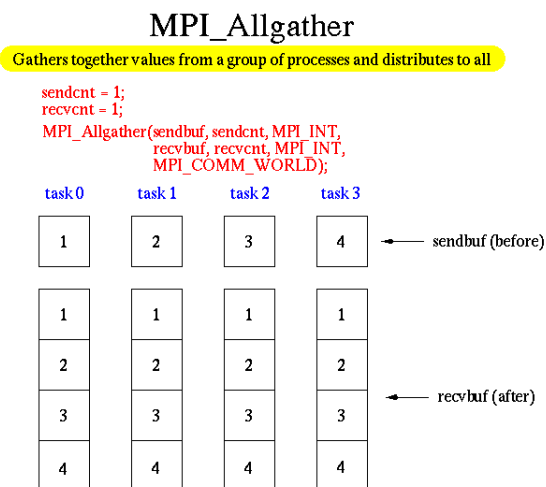 MPI_Allgather
Gathers together values from a group of processes and distributes to all
sendcnt = 1;
recvcnt = 1;
MPI_Allgather(sendbuf, sendcnt, MPI_INT,
recvbuf, recvcnt, MPI_INT,
MPI_COMM_WORLD);
task 0 task 1 task 2 task 3
1 2 3 4 sendbuf (before)
1 1 1 1
2 2 2 2
recvbuf (after)
3 3 3 3
4 4 4 4